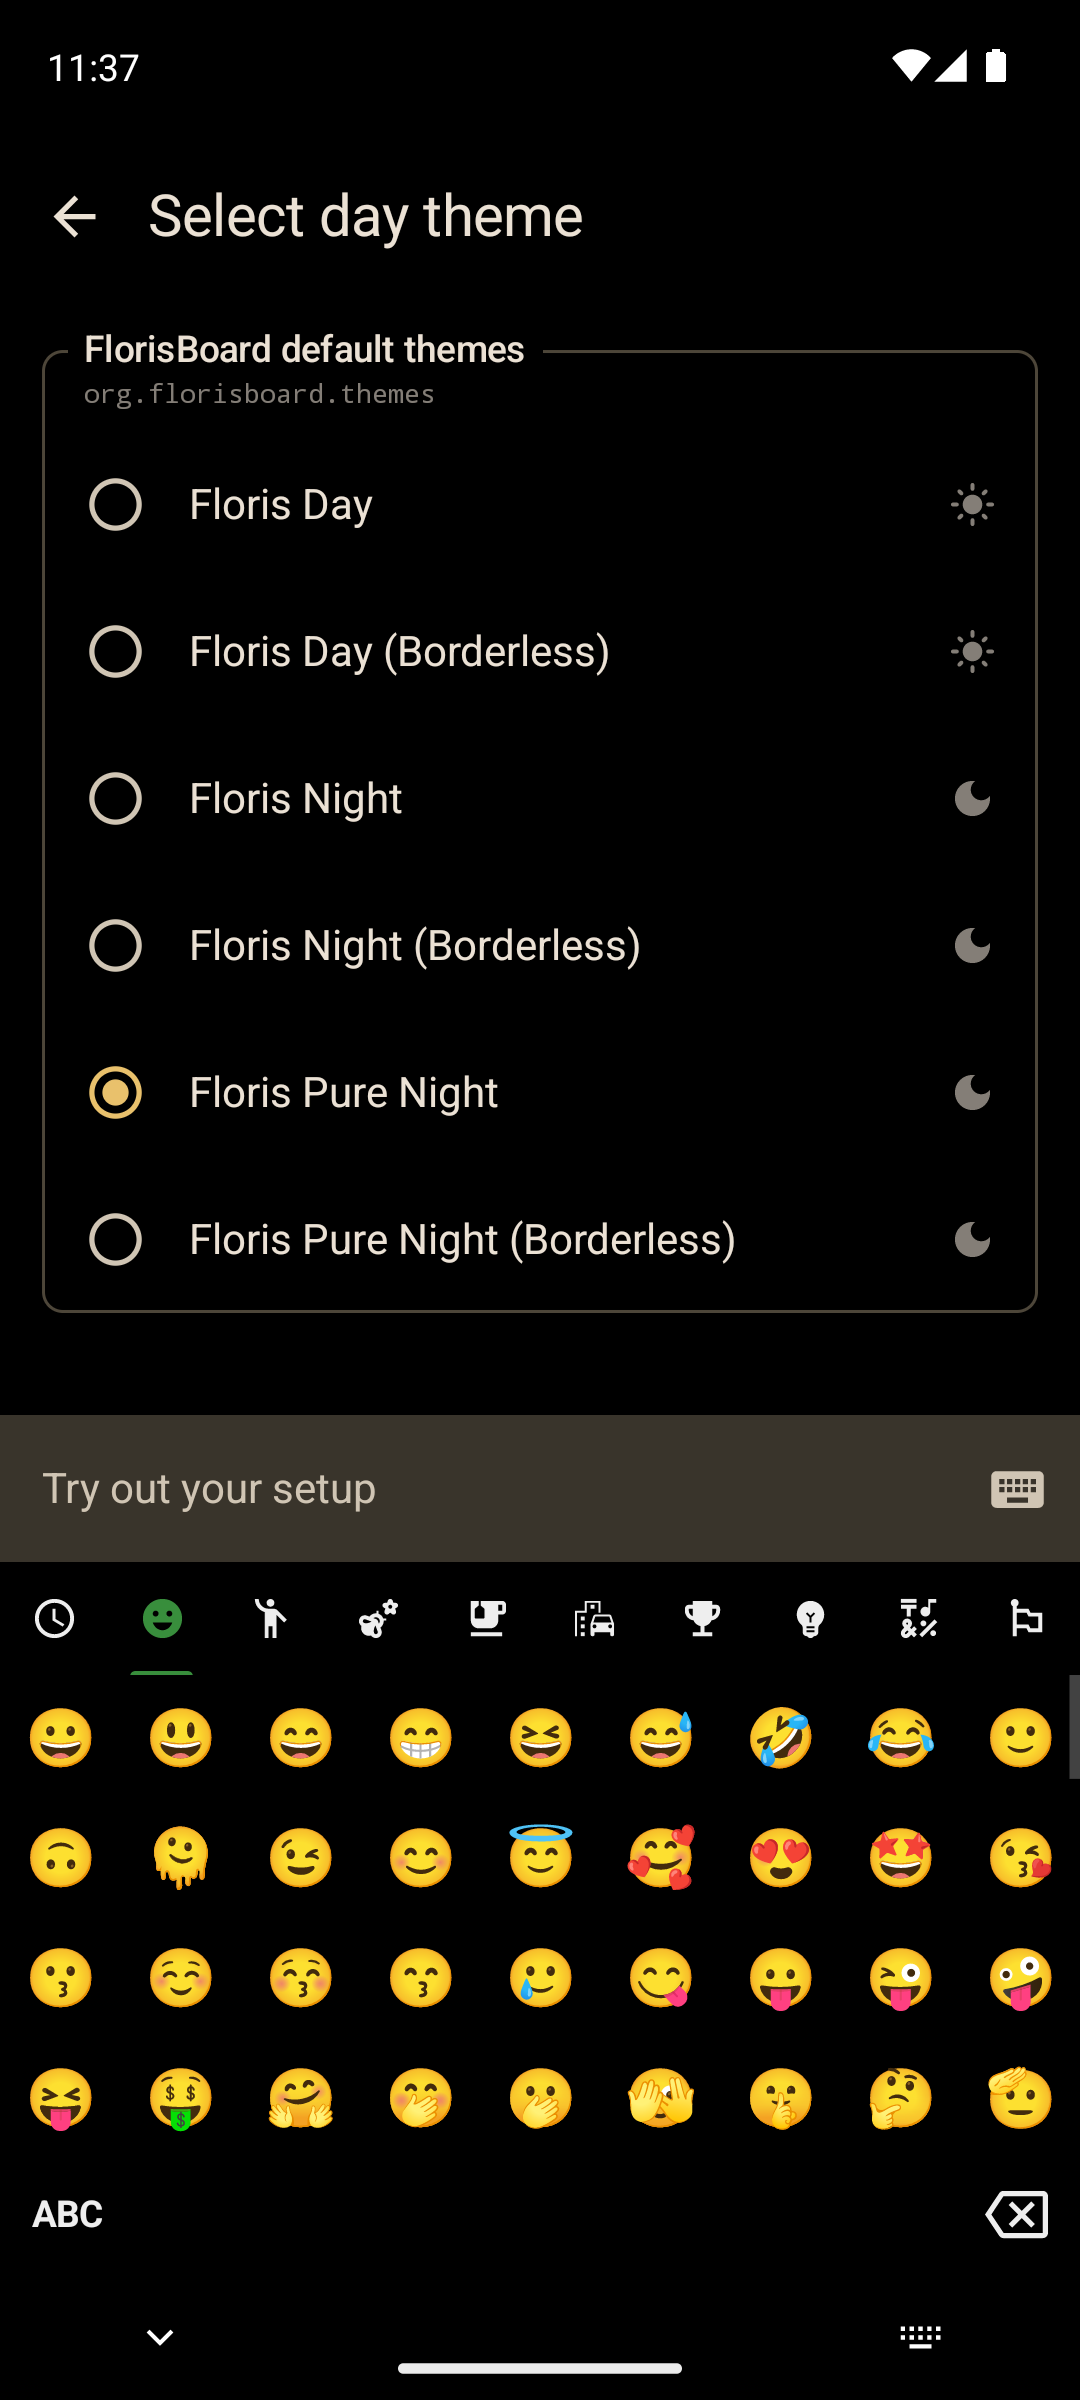 11:37
Select day theme
FlorisBoard default themes
org.florisboard.themes
Floris Day
Floris Day (Borderless)
Floris Night
Floris Night (Borderless)
Floris Pure Night
Floris Pure Night (Borderless)
Try out your setup
ABC